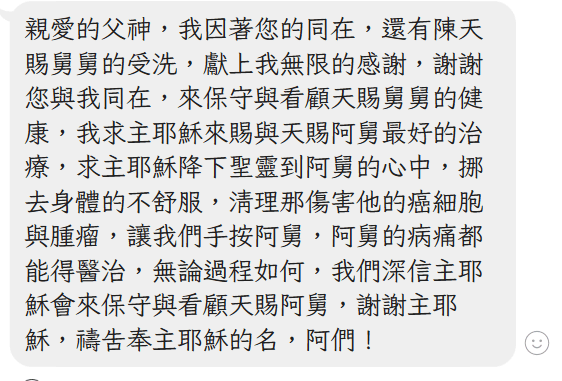 親愛的父神，我因著您的同在，還有陳天
賜舅舅的受洗，獻上我無限的感謝，謝謝
您與我同在，來保守與看顧天賜舅舅的健
康，我求主耶穌來賜與天賜阿舅最好的治
療，求主耶穌降下聖靈到阿舅的心中，挪
去身體的不舒服，清理那傷害他的癌細胞
與腫瘤，讓我們手按阿舅，阿舅的病痛都
能得醫治，無論過程如何，我們深信主耶
穌會來保守與看顧天賜阿舅，謝謝主耶
穌，禱告奉主耶穌的名，阿們！